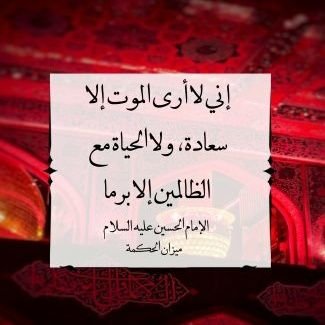 إني لا أرى الموت إلا
سعادة، ولا الحياة مع
الظالمين إلا برما
الإمام الحسين عليه السلام
ميزان الحكمة